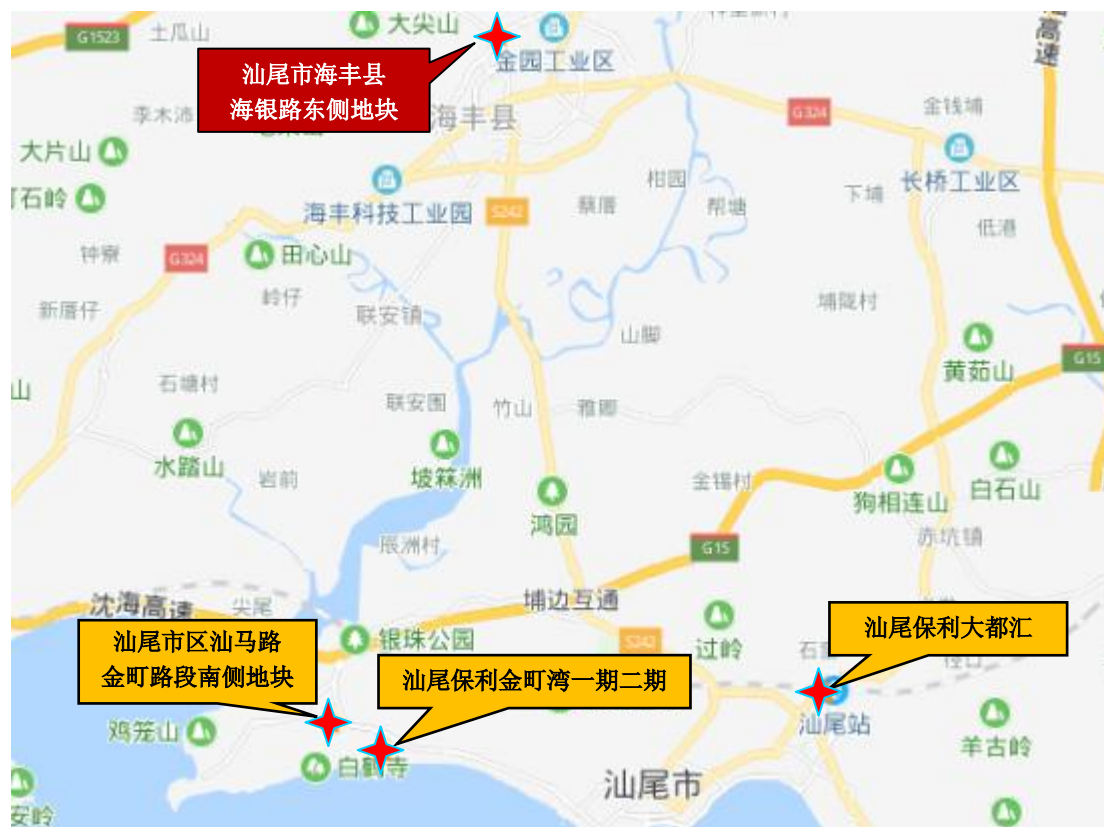 G1523
土瓜山
大尖山
金园工业区
高速
汕尾市海丰县
海银路东侧地块
李木沛
海丰县
G324
金钱埔
大片山
长桥工业区
石岭
海丰科技工业园
S242
柑园
蔡厝
帮塘
下埔
低港
钟寮
G324
田心山
新厝仔
岭仔
联安镇
埔陇村
山脚
黄茹山
G15
山
石塘村
联安围
竹山
雅卿
水踏山
岩前
坡箖洲
鸿园
金锡村
狗相连山
白石山
辰洲村
G15
赤坑镇
沈海高速
尖尾
埔边互通
银珠公园
S242
过岭
汕尾保利大都汇
汕尾市区汕马路
金町路段南侧地块
汕尾保利金町湾一期二期
鸡笼山
白鹤寺
汕尾站
羊古岭
汕尾市
安岭